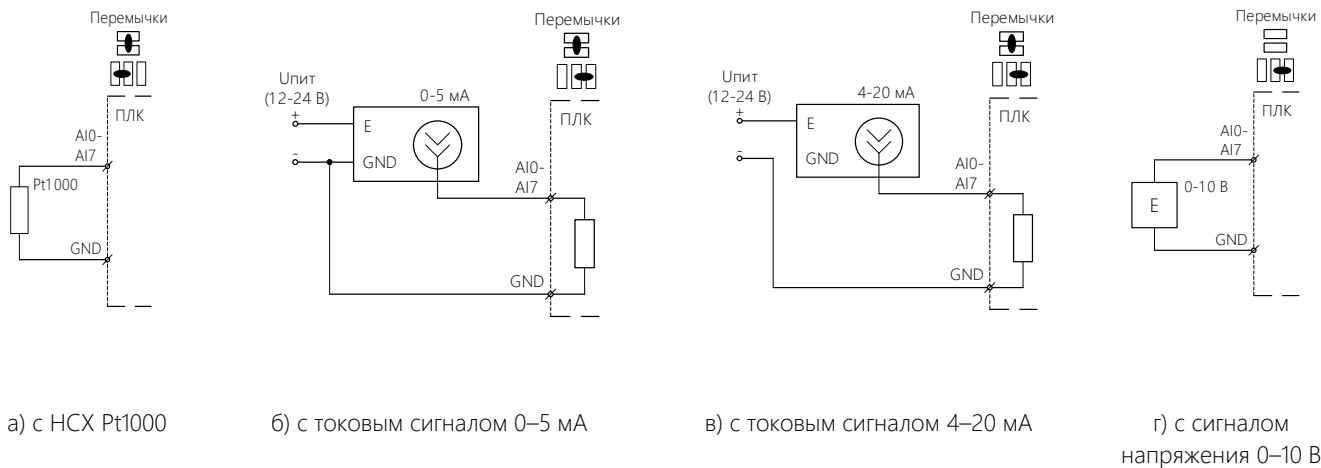 Перемычки
ПЛК
AI0-
AI7
Pt1000
GND
а) с НСХ Pt1000
Перемычки
Uпит
(12-24 В)
+
-
0-5 мА
E
GND
ПЛК
AI0-
AI7
GND
б) с токовым сигналом 0–5 мА
Перемычки
Uпит
(12-24 В)
+
-
4-20 мА
E
GND
ПЛК
AI0-
AI7
GND
в) с токовым сигналом 4–20 мА
Перемычки
ПЛК
AI0-
AI7
0-10 В
E
GND
г) с сигналом
напряжения 0–10 В